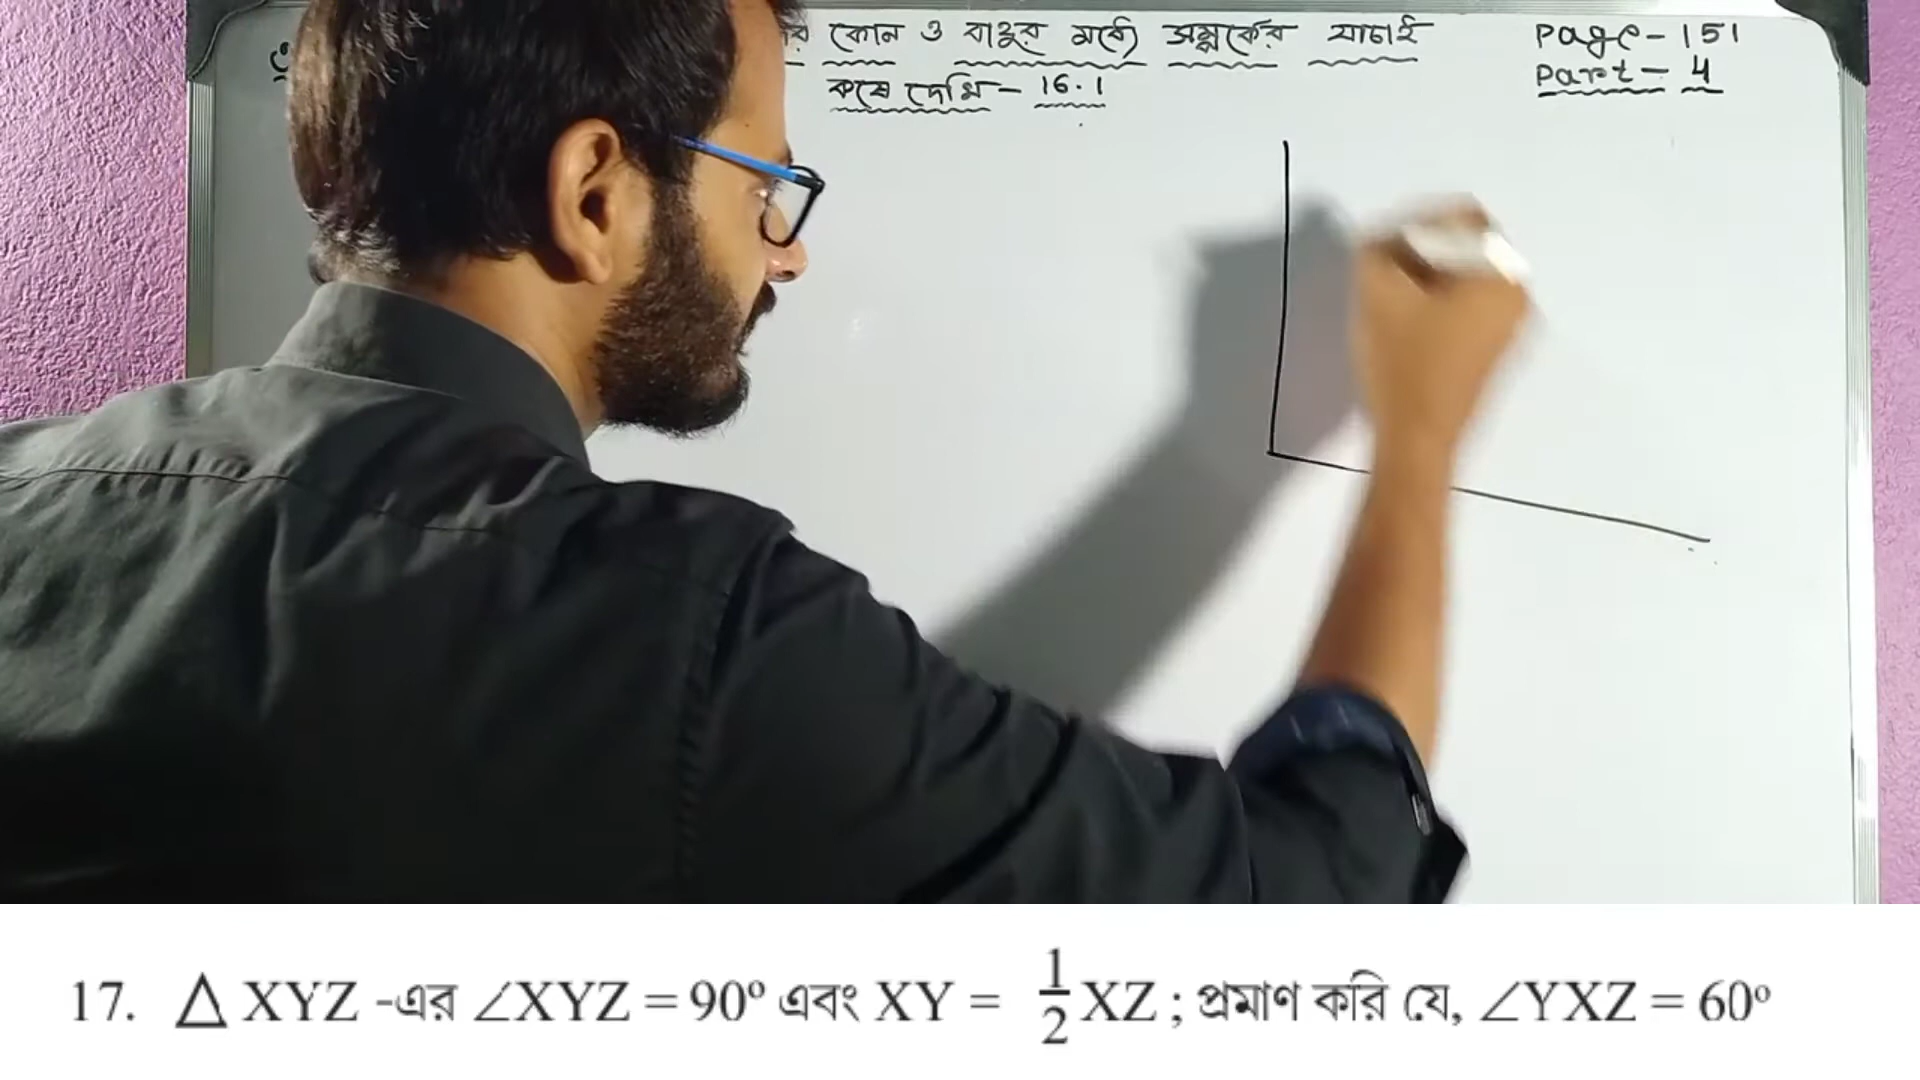 কোন ও বাহুর মধ্যে সম্পর্কের যাচাই
Page-151
কষে দেখি-16.1
Part-4
17. △ XYZ -এর ∠XYZ = 90° এবং XY = 1/2 XZ ; প্রমাণ করি যে, ∠YXZ = 60°